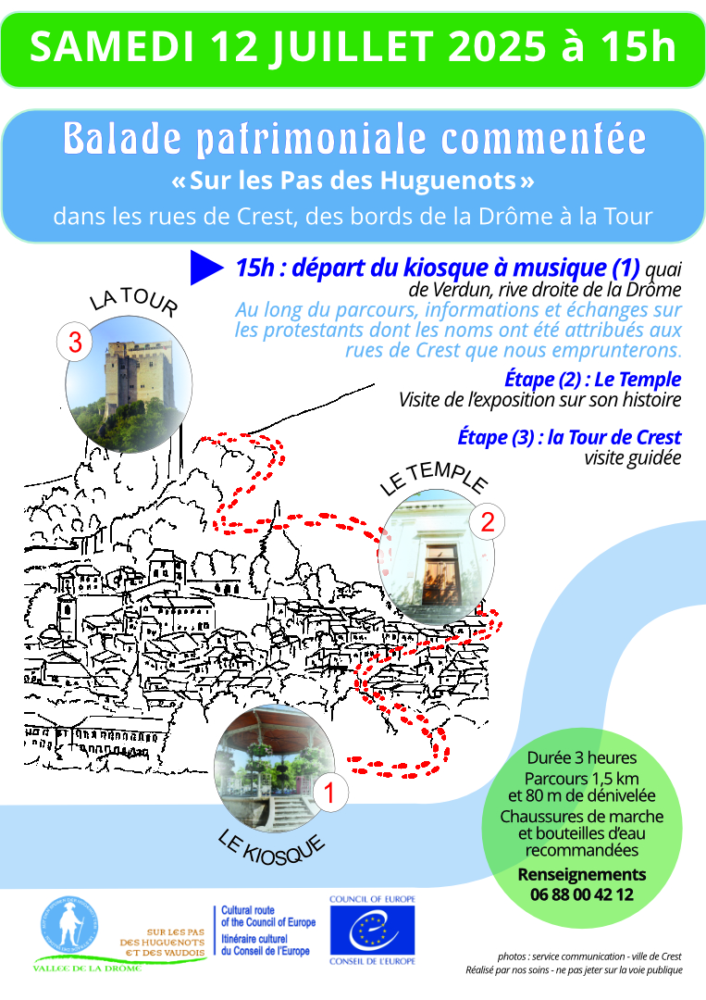 SAMEDI 12 JUILLET 2025 à 15h
Balade patrimoniale commentée
« Sur les Pas des Huguenots »
dans les rues de Crest, des bords de la Drôme à la Tour
15h : départ du kiosque à musique (1) quai
de Verdun, rive droite de la Drôme
Au long du parcours, informations et échanges sur
les protestants dont les noms ont été attribués aux
rues de Crest que nous emprunterons.
Étape (2) : Le Temple
Visite de l'exposition sur son histoire
Étape (3) : la Tour de Crest
visite guidée
LA TOUR
3
LE TEMPLE
2
1
LE KIOSQUE
Durée 3 heures
Parcours 1,5 km
et 80 m de dénivelée
Chaussures de marche
et bouteilles d'eau
recommandées
Renseignements
06 88 00 42 12
SUR LES PAS
DES HUGUENOTS
ET DES VAUDOIS
VALLÉE DE LA DRÔME
Cultural route
of the Council of Europe
Itinéraire culturel
du Conseil de l'Europe
COUNCIL OF EUROPE
CONSEIL DE L'EUROPE
photos : service communication - ville de Crest
Réalisé par nos soins - ne pas jeter sur la voie publique